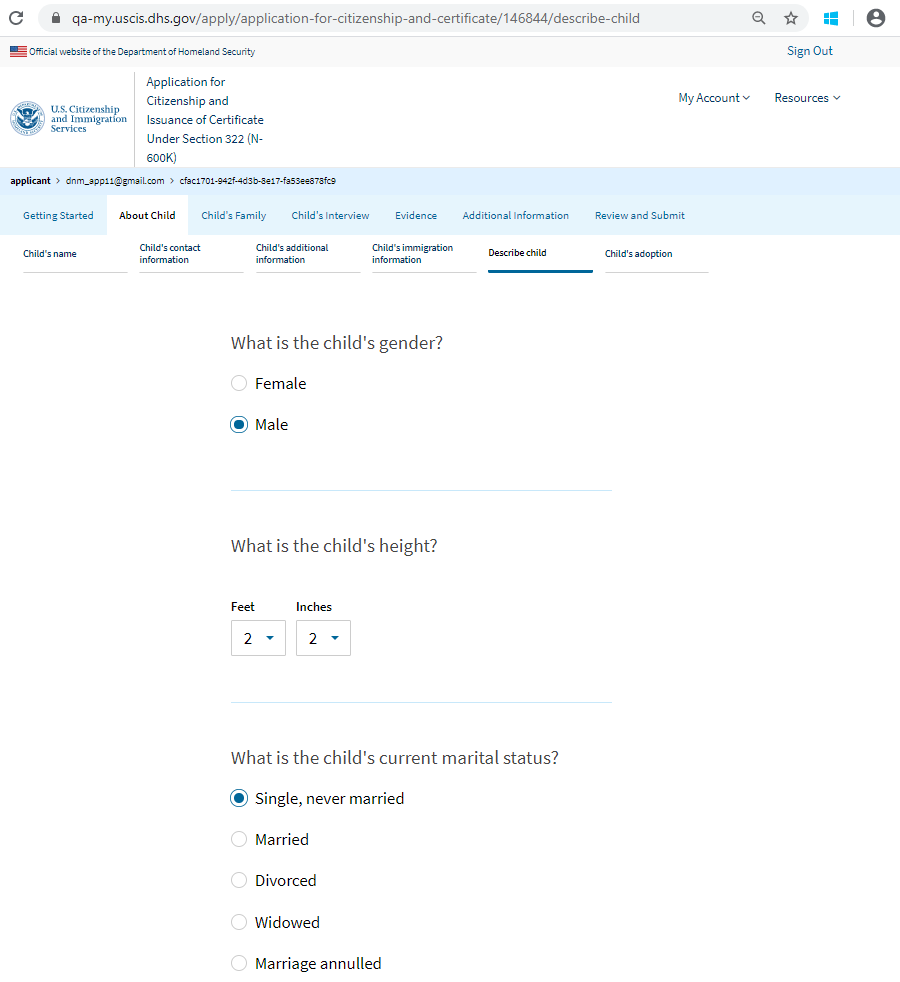 qa-my.uscis.dhs.gov/apply/application-for-citizenship-and-certificate/146844/describe-child
Official website of the Department of Homeland Security
Sign Out
U.S. Citizenship
and Immigration
Services
Application for
Citizenship and
Issuance of Certificate
Under Section 322 (N-
600K)
My Account
Resources
applicant > dnm_app11@gmail.com > cfac1701-942f-4d3b-8e17-fa53ee878fc9
Getting Started
About Child
Child's Family
Child's Interview
Evidence
Additional Information
Review and Submit
Child's name
Child's contact
information
Child's additional
information
Child's immigration
information
Describe child
Child's adoption
What is the child's gender?
Female
Male
What is the child's height?
Feet
Inches
2
2
What is the child's current marital status?
Single, never married
Married
Divorced
Widowed
Marriage annulled